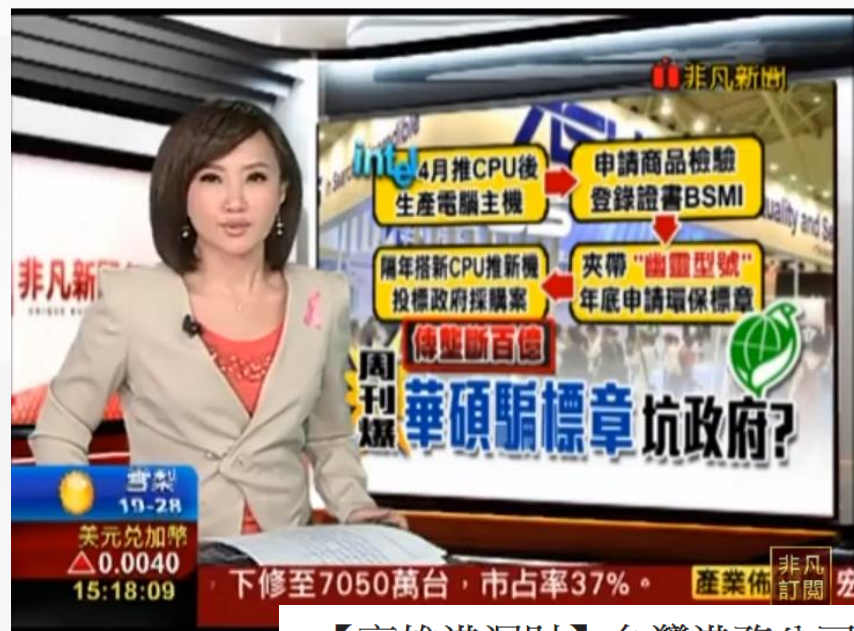 非凡新聞
intel 4月推CPU後
生產電腦主機
申請商品檢驗
登錄證書BSMI
隔年搭新CPU推新機
投標政府採購案
夾帶"幽靈型號"
年底申請環保標章
傳壟斷百億
周刊爆
華碩騙標章坑政府?
非凡新
雪梨
19-28
美元兌加幣
0.0040
15:18:09
下修至7050萬台，市占率37%。
產業佈
非凡
訂閱
宏